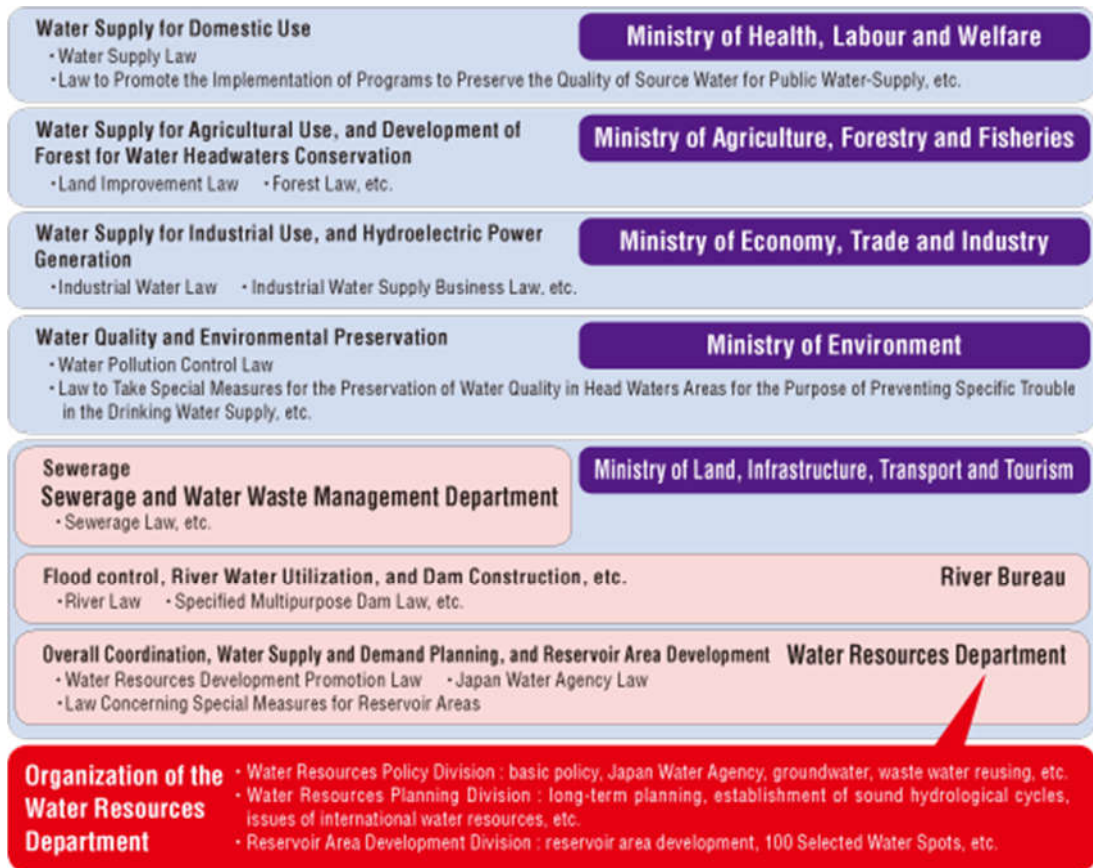 Water Supply for Domestic Use
Ministry of Health, Labour and Welfare
・Water Supply Law
・Law to Promote the Implementation of Programs to Preserve the Quality of Source Water for Public Water-Supply, etc.
Water Supply for Agricultural Use, and Development of
Forest for Water Headwaters Conservation
Ministry of Agriculture, Forestry and Fisheries
・Land Improvement Law ・Forest Law, etc.
Water Supply for Industrial Use, and Hydroelectric Power
Generation
Ministry of Economy, Trade and Industry
・Industrial Water Law ・Industrial Water Supply Business Law, etc.
Water Quality and Environmental Preservation
Ministry of Environment
・Water Pollution Control Law
・Law to Take Special Measures for the Preservation of Water Quality in Head Waters Areas for the Purpose of Preventing Specific Trouble
in the Drinking Water Supply, etc.
Ministry of Land, Infrastructure, Transport and Tourism
Sewerage
Sewerage and Water Waste Management Department
・Sewerage Law, etc.
Flood control, River Water Utilization, and Dam Construction, etc.
River Bureau
・River Law ・Specified Multipurpose Dam Law, etc.
Overall Coordination, Water Supply and Demand Planning, and Reservoir Area Development
Water Resources Department
・Water Resources Development Promotion Law ・Japan Water Agency Law
・Law Concerning Special Measures for Reservoir Areas
Organization of the
Water Resources
Department
・Water Resources Policy Division : basic policy, Japan Water Agency, groundwater, waste water reusing, etc.
・Water Resources Planning Division : long-term planning, establishment of sound hydrological cycles,
issues of international water resources, etc.
・Reservoir Area Development Division : reservoir area development, 100 Selected Water Spots, etc.